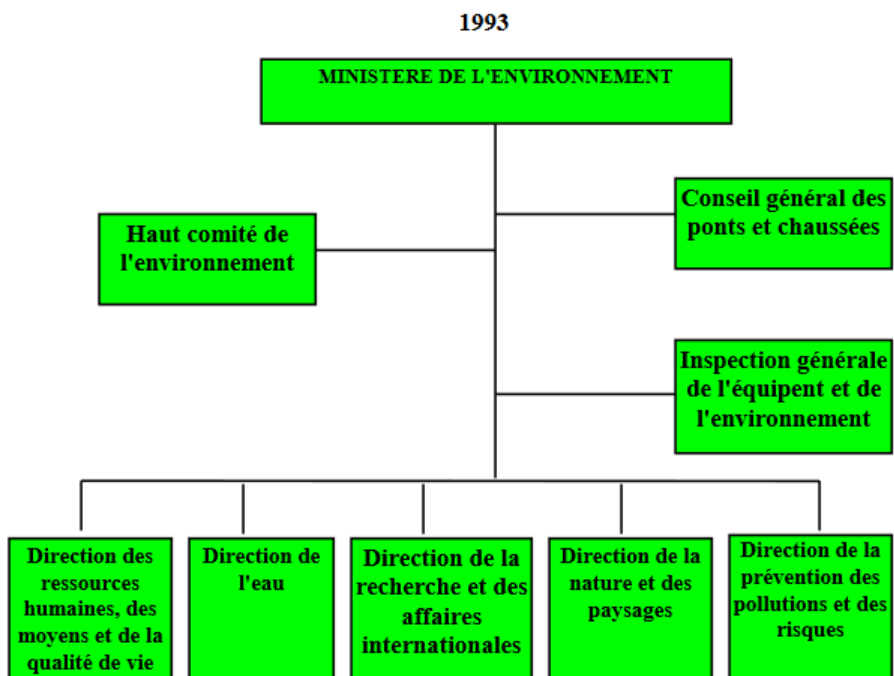 1993
MINISTERE DE L'ENVIRONNEMENT
Conseil général des
ponts et chaussées
Haut comité de
l'environnement
Inspection générale
de l'équipent et de
l'environnement
Direction des
ressources
humaines, des
moyens et de la
qualité de vie
Direction de
l'eau
Direction de la
recherche et des
affaires
internationales
Direction de la
nature et des
paysages
Direction de la
prévention des
pollutions et des
risques